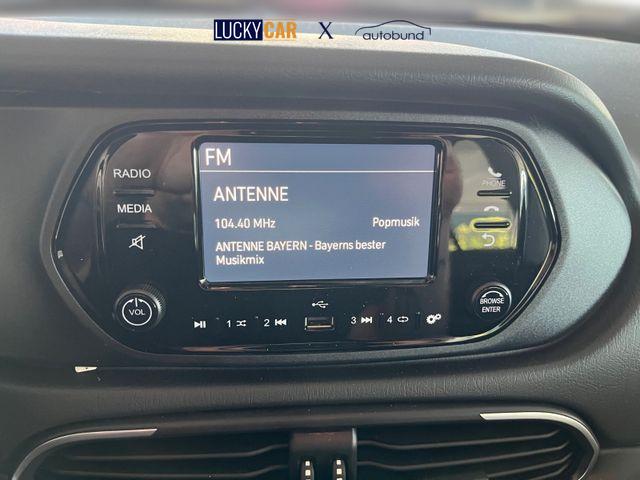 LUCKYCAR X autobund
FM
RADIO
PHONE
ANTENNE
MEDIA
104.40 MHz Popmusik
ANTENNE BAYERN - Bayerns bester
Musikmix
VOL
BROWSE
ENTER
1 2 3 4